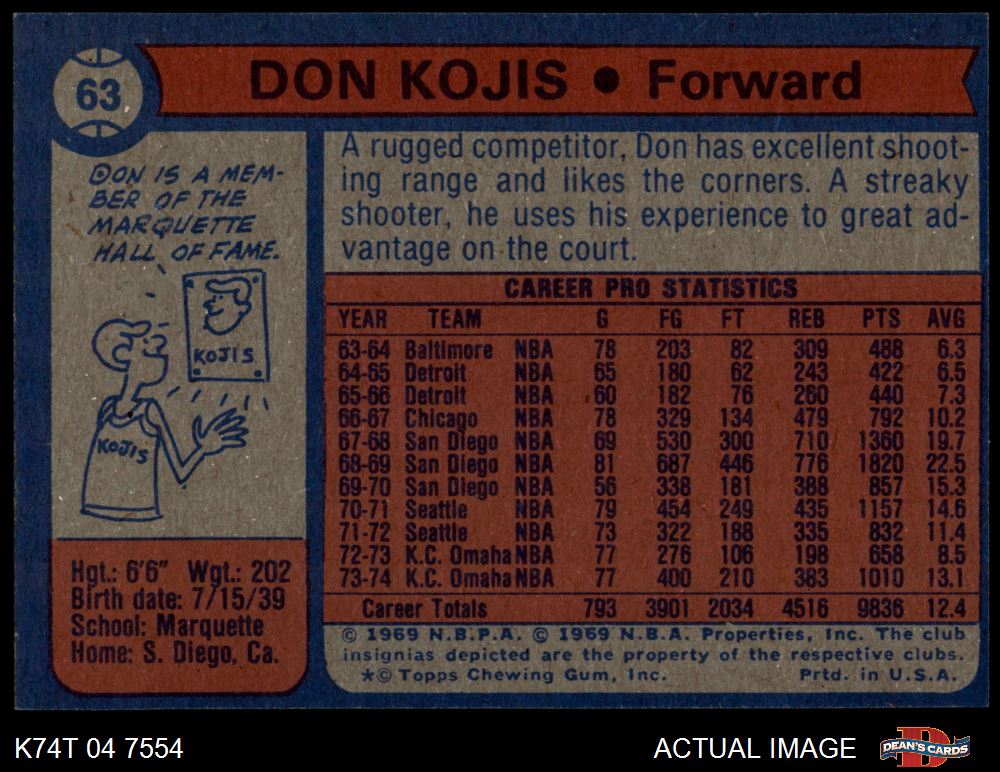 63
DON KOJIS • Forward
DON IS A MEM-
BER OF THE
MARQUETTE
HALL OF FAME.
KOJIS
KOJIS
Hgt.: 6'6" Wgt.: 202
Birth date: 7/15/39
School: Marquette
Home: S. Diego, Ca.
A rugged competitor, Don has excellent shoot-
ing range and likes the corners. A streaky
shooter, he uses his experience to great ad-
vantage on the court.
CAREER PRO STATISTICS
YEAR TEAM G FG FT REB PTS AVG
63-64 Baltimore NBA 78 203 82 309 488 6.3
64-65 Detroit NBA 65 180 62 243 422 6.5
65-66 Detroit NBA 60 182 76 260 440 7.3
66-67 Chicago NBA 78 329 134 479 792 10.2
67-68 San Diego NBA 69 530 300 710 1360 19.7
68-69 San Diego NBA 81 687 446 776 1820 22.5
69-70 San Diego NBA 56 338 181 388 857 15.3
70-71 Seattle NBA 79 454 249 435 1157 14.6
71-72 Seattle NBA 73 322 188 335 832 11.4
72-73 K.C. Omaha NBA 77 276 106 198 658 8.5
73-74 K.C. Omaha NBA 77 400 210 383 1010 13.1
Career Totals 793 3901 2034 4516 9836 12.4
© 1969 N.B.P.A. © 1969 N.B.A. Properties, Inc. The club
insignias depicted are the property of the respective clubs.
*© Topps Chewing Gum, Inc. Prtd. in U.S.A.
K74T 04 7554
ACTUAL IMAGE
D
DEAN'S CARDS